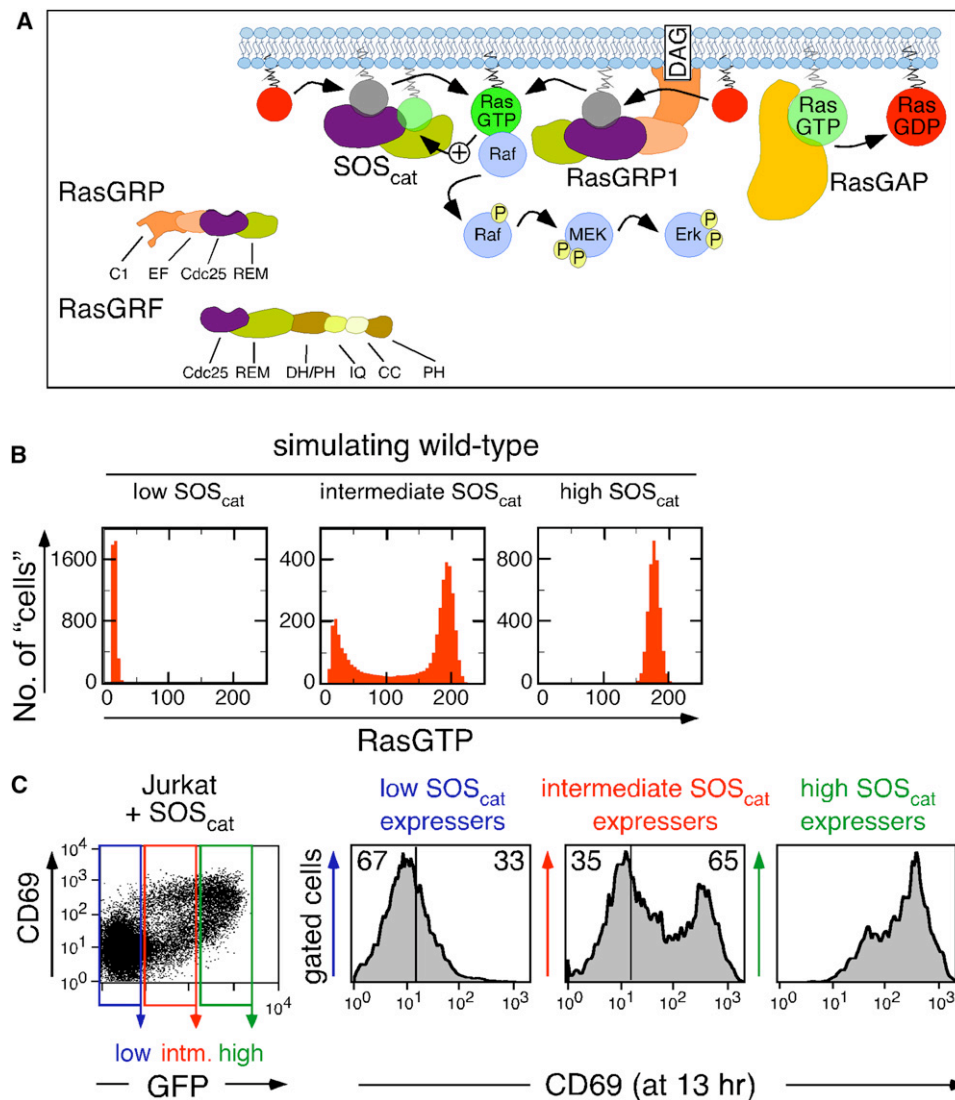 A
DAG
Ras
GTP
Raf
SOScat
RasGRP1
Ras
GTP
Ras
GDP
RasGAP
+
P
Raf
MEK
P
P
Erk
P
P
RasGRP
C1 EF Cdc25 REM
RasGRF
Cdc25 REM DH/PH IQ CC PH
B
simulating wild-type
low SOScat intermediate SOScat high SOScat
No. of “cells”
1600
800
0
0 100 200
400
200
0
0 100 200
800
400
0
0 100 200
RasGTP
C
Jurkat
+ SOScat
CD69
10^4
10^3
10^2
10^1
10^0
10^4
low intm. high
GFP
low SOScat
expressers
intermediate SOScat
expressers
high SOScat
expressers
gated cells
67 33
35 65
10^0 10^1 10^2 10^3
10^0 10^1 10^2 10^3
10^0 10^1 10^2 10^3
CD69 (at 13 hr)